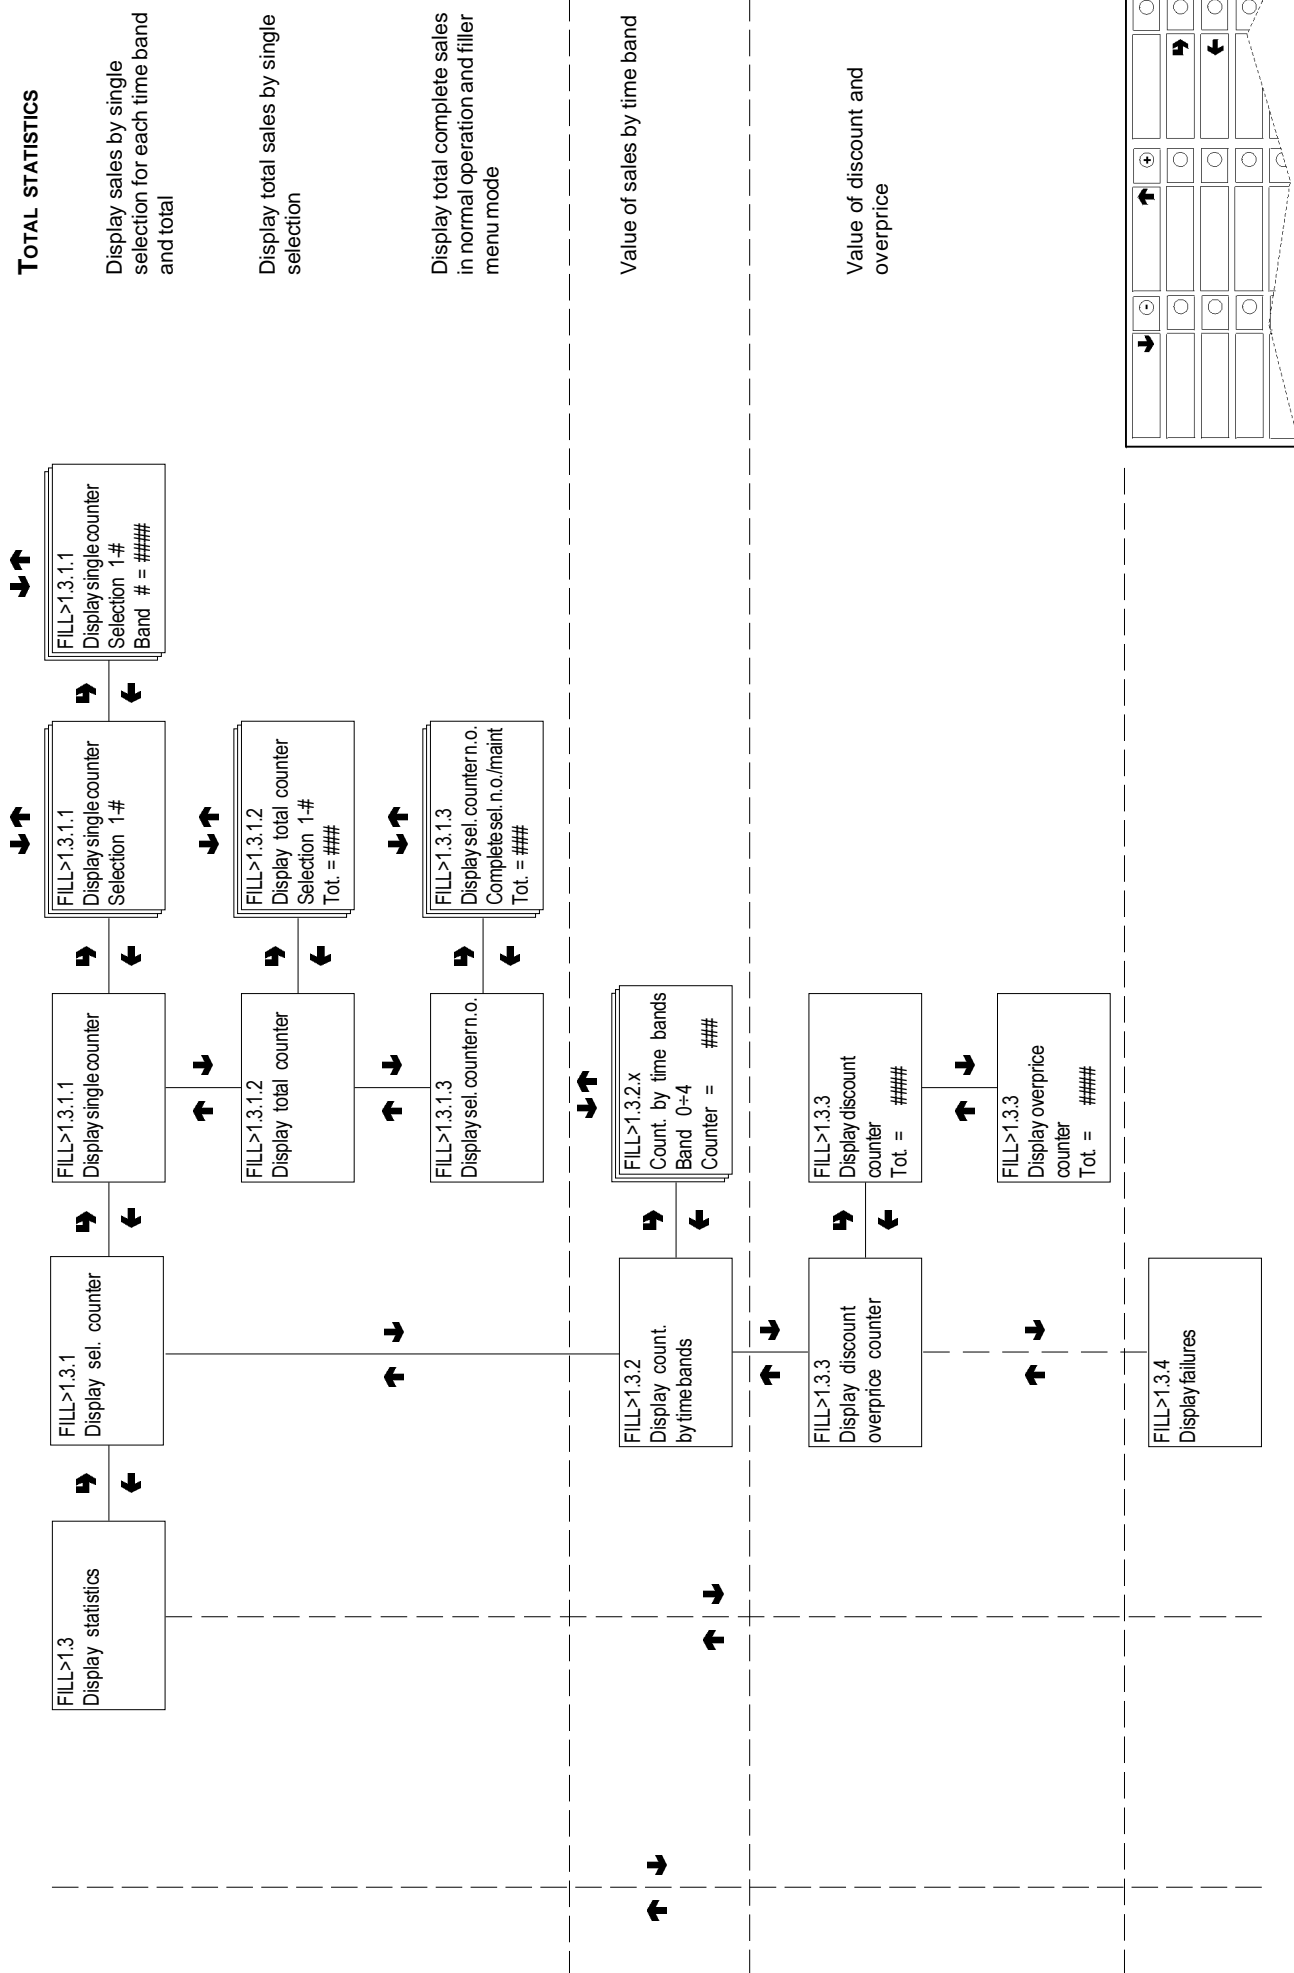 TOTAL STATISTICS
FILL>1.3
Display statistics
FILL>1.3.1
Display sel. counter
FILL>1.3.1.1
Display single counter
FILL>1.3.1.1
Display single counter
Selection 1-#
FILL>1.3.1.1
Display single counter
Selection 1-#
Band # = ####
Display sales by single
selection for each time band
and total
FILL>1.3.1.2
Display total counter
FILL>1.3.1.2
Display total counter
Selection 1-#
Tot. = ###
Display total sales by single
selection
FILL>1.3.1.3
Display sel. counter n.o.
FILL>1.3.1.3
Display sel. counter n.o.
Complete sel. n.o./maint
Tot. = ###
Display total complete sales
in normal operation and filler
menu mode
FILL>1.3.2
Display count.
by time bands
FILL>1.3.2.x
Count. by time bands
Band 0÷4
Counter = ###
Value of sales by time band
FILL>1.3.3
Display discount
overprice counter
FILL>1.3.3
Display discount
counter
Tot. = ####
Value of discount and
overprice
FILL>1.3.3
Display overprice
counter
Tot. = ####
FILL>1.3.4
Display failures
- +